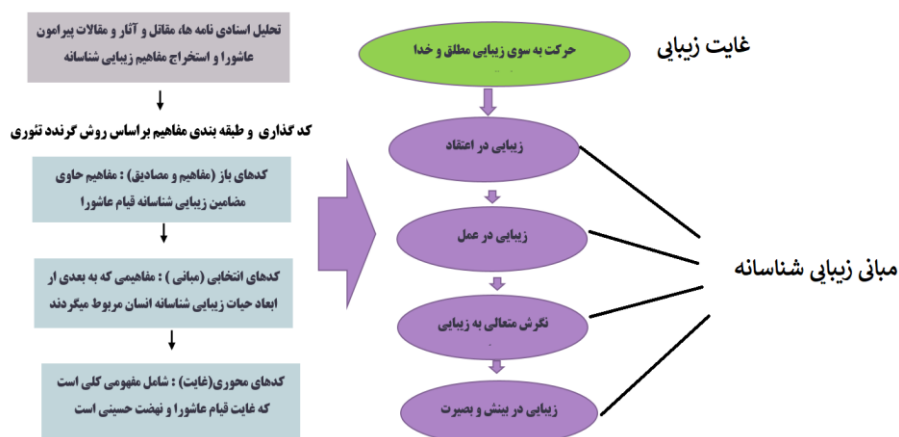 غایت زیبایی
حرکت به سوی زیبایی مطلق و خدا
زیبایی در اعتقاد
زیبایی در عمل
نگرش متعالی به زیبایی
زیبایی در بینش و بصیرت
مبانی زیبایی شناسانه
تحلیل اسنادی نامه ها، مقاتل و آثار و مقالات پیرامون
عاشورا و استخراج مفاهیم زیبایی شناسانه
کد گذاری و طبقه بندی مفاهیم براساس روش گرندد تئوری
کدهای باز (مفاهیم و مصادیق) : مفاهیم حاوی
مضامین زیبایی شناسانه قیام عاشورا
کدهای انتخابی (مبانی ) : مفاهیمی که به بعدی ار
ابعاد حیات زیبایی شناسانه انسان مربوط میگردند
کدهای محوری(غایت) : شامل مفهومی کلی است
که غایت قیام عاشورا و نهضت حسینی است